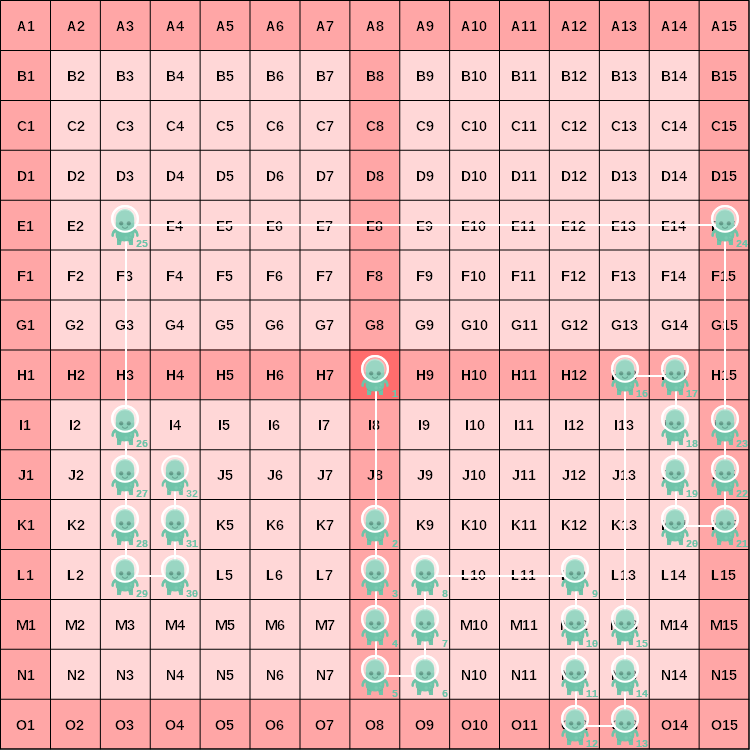 A1 A2 A3 A4 A5 A6 A7 A8 A9 A10 A11 A12 A13 A14 A15
B1 B2 B3 B4 B5 B6 B7 B8 B9 B10 B11 B12 B13 B14 B15
C1 C2 C3 C4 C5 C6 C7 C8 C9 C10 C11 C12 C13 C14 C15
D1 D2 D3 D4 D5 D6 D7 D8 D9 D10 D11 D12 D13 D14 D15
E1 E2 E4 E5 E6 E7 E8 E9 E10 E11 E12 E13 E14
25 24
F1 F2 F3 F4 F5 F6 F7 F8 F9 F10 F11 F12 F13 F14 F15
G1 G2 G3 G4 G5 G6 G7 G8 G9 G10 G11 G12 G13 G14 G15
H1 H2 H3 H4 H5 H6 H7 H9 H10 H11 H12 H15
1 16 17
I1 I2 I4 I5 I6 I7 I8 I9 I10 I11 I12 I13
26 18 23
J1 J2 J5 J6 J7 J8 J9 J10 J11 J12 J13
27 32 19 22
K1 K2 K5 K6 K7 K9 K10 K11 K12 K13
28 31 2 20 21
L1 L2 L5 L6 L7 L10 L11 L13 L14 L15
29 30 3 8 9
M1 M2 M3 M4 M5 M6 M7 M10 M11 M14 M15
4 7 10 15
N1 N2 N3 N4 N5 N6 N7 N10 N11 N14 N15
5 6 11 14
O1 O2 O3 O4 O5 O6 O7 O8 O9 O10 O11 O14 O15
12 13